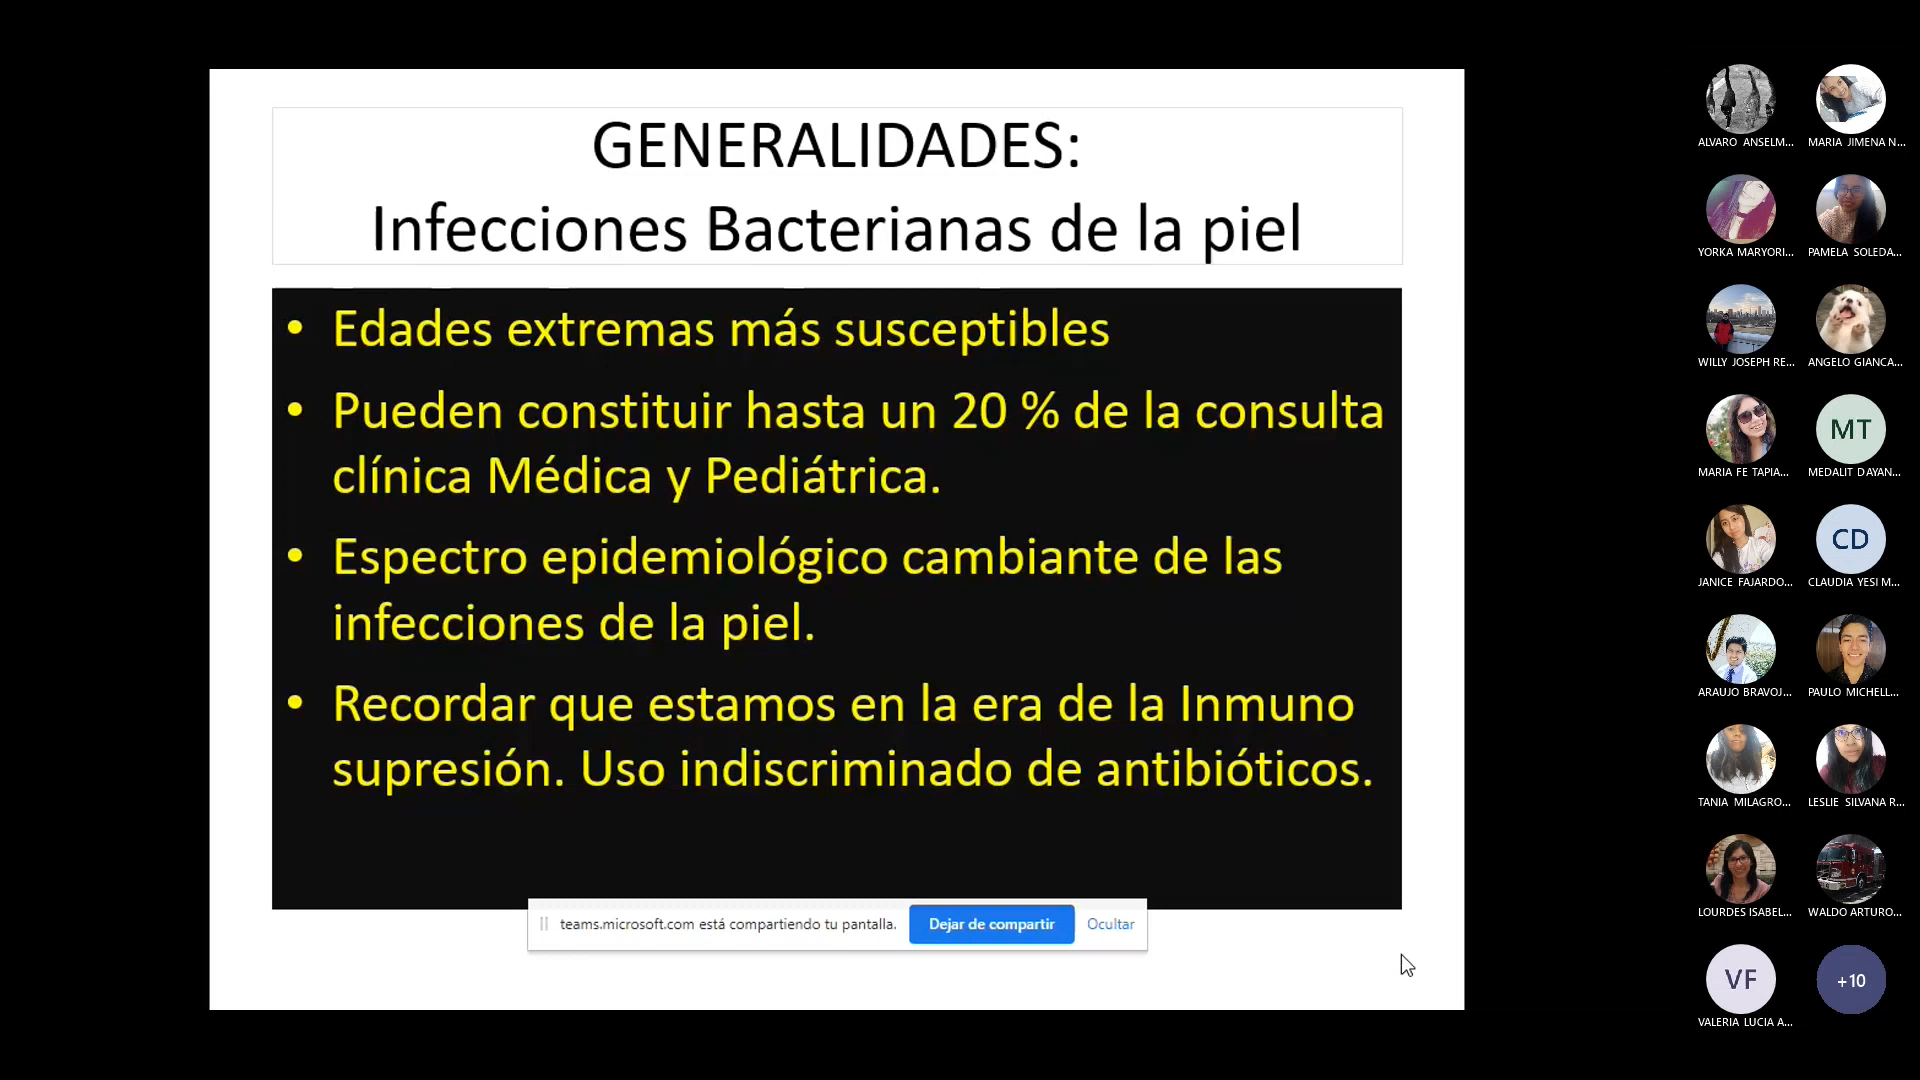 GENERALIDADES:
Infecciones Bacterianas de la piel
• Edades extremas más susceptibles
• Pueden constituir hasta un 20 % de la consulta
clínica Médica y Pediátrica.
• Espectro epidemiológico cambiante de las
infecciones de la piel.
• Recordar que estamos en la era de la Inmuno
supresión. Uso indiscriminado de antibióticos.
teams.microsoft.com está compartiendo tu pantalla. Dejar de compartir Ocultar
ALVARO ANSELM... MARIA JIMENA N...
YORKA MARYORI... PAMELA SOLEDA...
WILLY JOSEPH RE... ANGELO GIANCA...
MT
MARIA FE TAPIA... MEDALIT DAYAN...
CD
JANICE FAJARDO... CLAUDIA YESI M...
ARAUJO BRAVOJ... PAULO MICHELL...
TANIA MILAGRO... LESLIE SILVANA R...
LOURDES ISABEL... WALDO ARTURO...
VF +10
VALERIA LUCIA A...